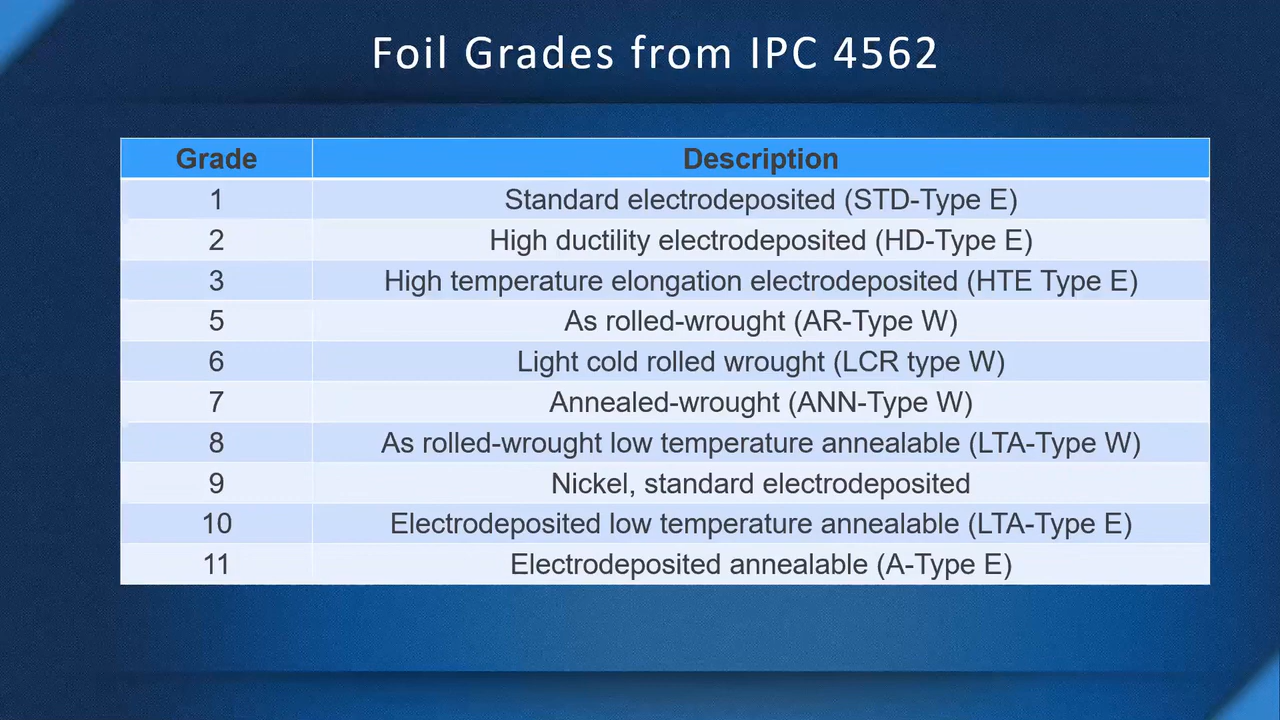 Foil Grades from IPC 4562
Grade Description
1 Standard electrodeposited (STD-Type E)
2 High ductility electrodeposited (HD-Type E)
3 High temperature elongation electrodeposited (HTE Type E)
5 As rolled-wrought (AR-Type W)
6 Light cold rolled wrought (LCR type W)
7 Annealed-wrought (ANN-Type W)
8 As rolled-wrought low temperature annealable (LTA-Type W)
9 Nickel, standard electrodeposited
10 Electrodeposited low temperature annealable (LTA-Type E)
11 Electrodeposited annealable (A-Type E)